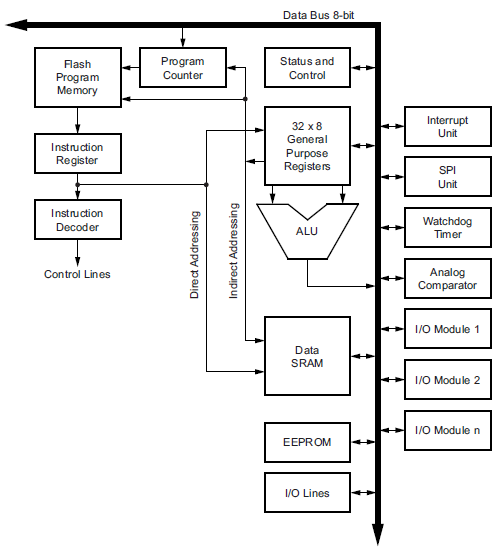 Data Bus 8-bit
Flash
Program
Memory
Program
Counter
Status and
Control
Instruction
Register
32 x 8
General
Purpose
Registers
Interrupt
Unit
SPI
Unit
Instruction
Decoder
ALU
Watchdog
Timer
Direct Addressing
Indirect Addressing
Control Lines
Analog
Comparator
Data
SRAM
I/O Module 1
I/O Module 2
EEPROM
I/O Module n
I/O Lines